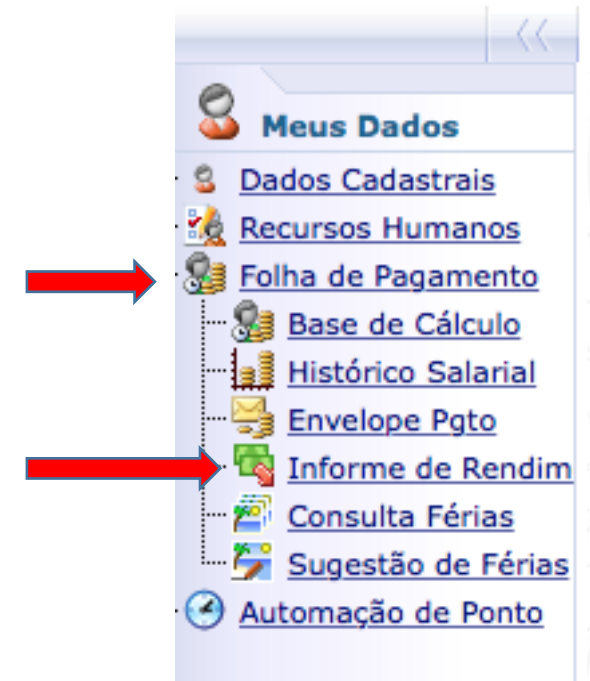 Meus Dados
Dados Cadastrais
Recursos Humanos
Folha de Pagamento
Base de Cálculo
Histórico Salarial
Envelope Pgto
Informe de Rendim
Consulta Férias
Sugestão de Férias
Automação de Ponto